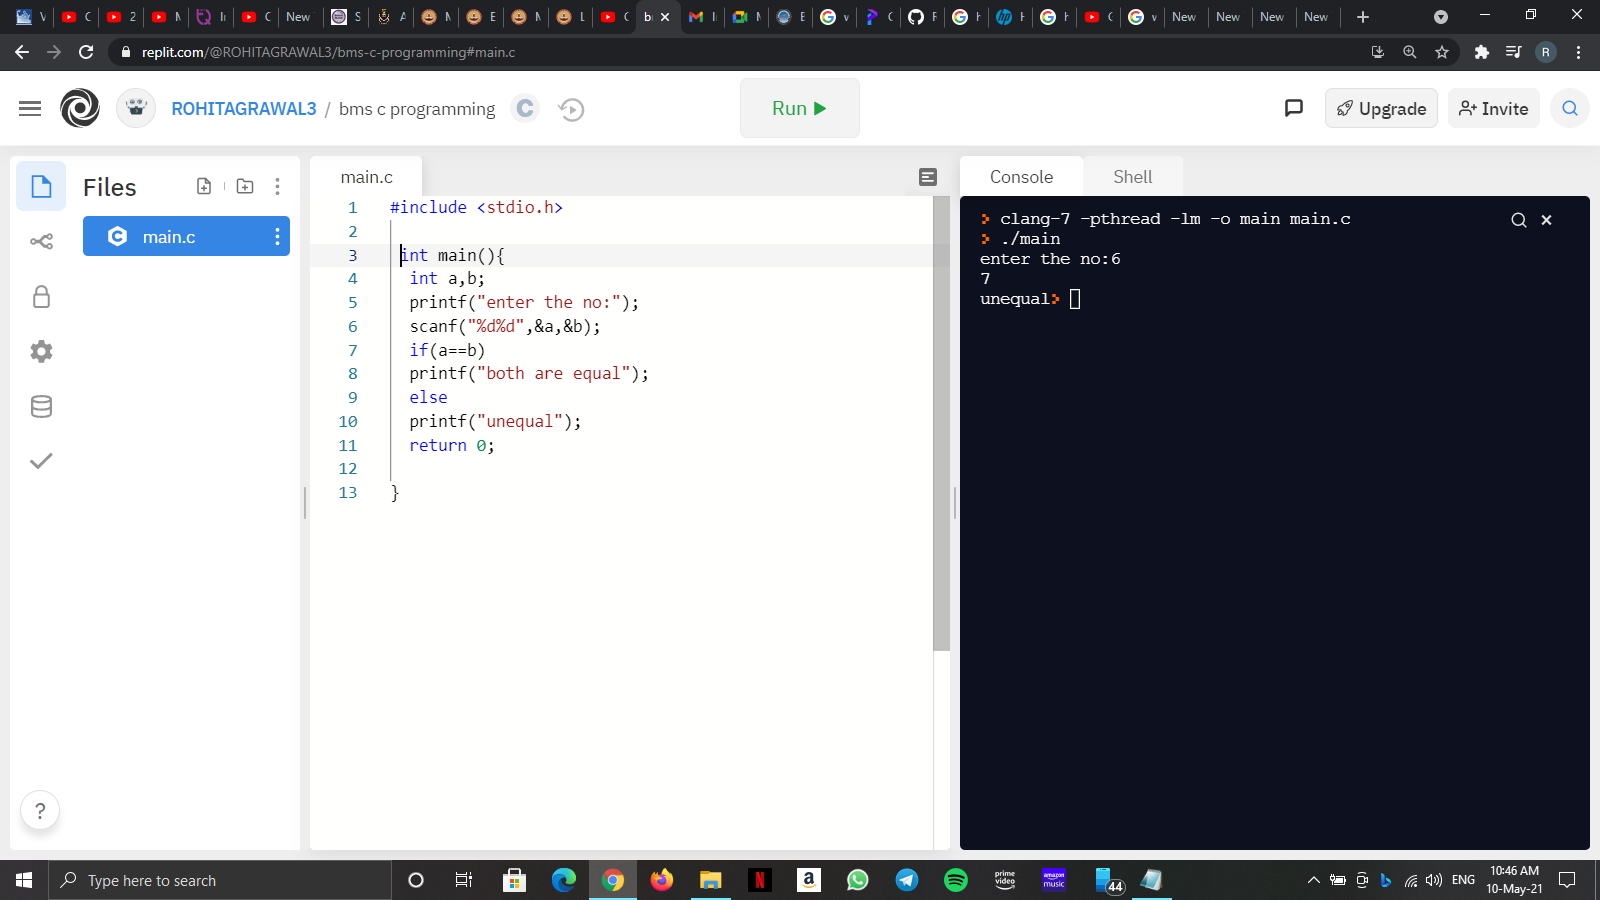 New
New
New
New
New
replit.com/@ROHITAGRAWAL3/bms-c-programming#main.c
R
ROHITAGRAWAL3 / bms c programming
C
Run
Upgrade
Invite
Files
main.c
main.c
1 #include <stdio.h>
2
3 int main(){
4 int a,b;
5 printf("enter the no:");
6 scanf("%d%d",&a,&b);
7 if(a==b)
8 printf("both are equal");
9 else
10 printf("unequal");
11 return 0;
12
13 }
Console Shell
clang-7 -pthread -lm -o main main.c
./main
enter the no:6
7
unequal
?
Type here to search
prime video
amazon music
44
ENG
10:46 AM
10-May-21